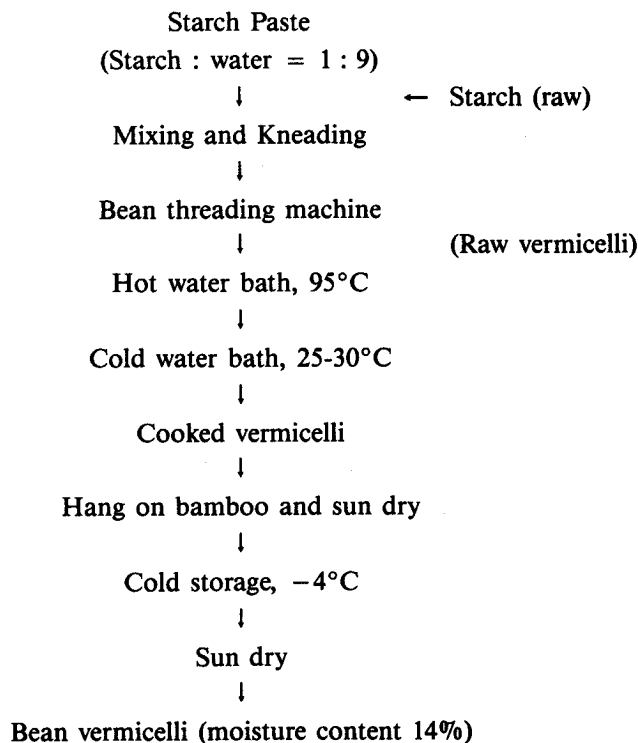 Starch Paste
(Starch : water = 1 : 9)
↓ ← Starch (raw)
Mixing and Kneading
↓
Bean threading machine
↓ (Raw vermicelli)
Hot water bath, 95°C
↓
Cold water bath, 25-30°C
↓
Cooked vermicelli
↓
Hang on bamboo and sun dry
↓
Cold storage, −4°C
↓
Sun dry
↓
Bean vermicelli (moisture content 14%)